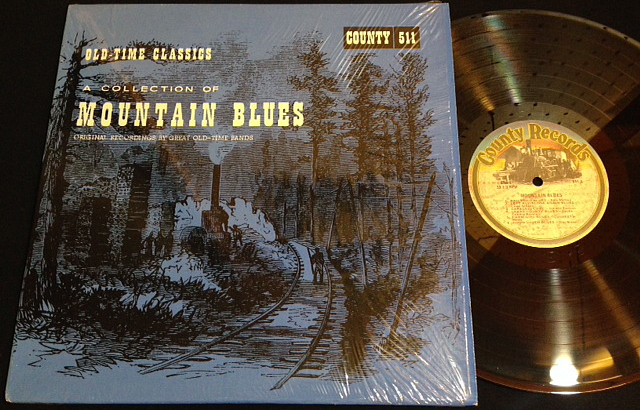 OLD-TIME CLASSICS
COUNTY 511
A COLLECTION OF
MOUNTAIN BLUES
ORIGINAL RECORDINGS BY GREAT OLD-TIME BANDS
County Records
MOUNTAIN BLUES